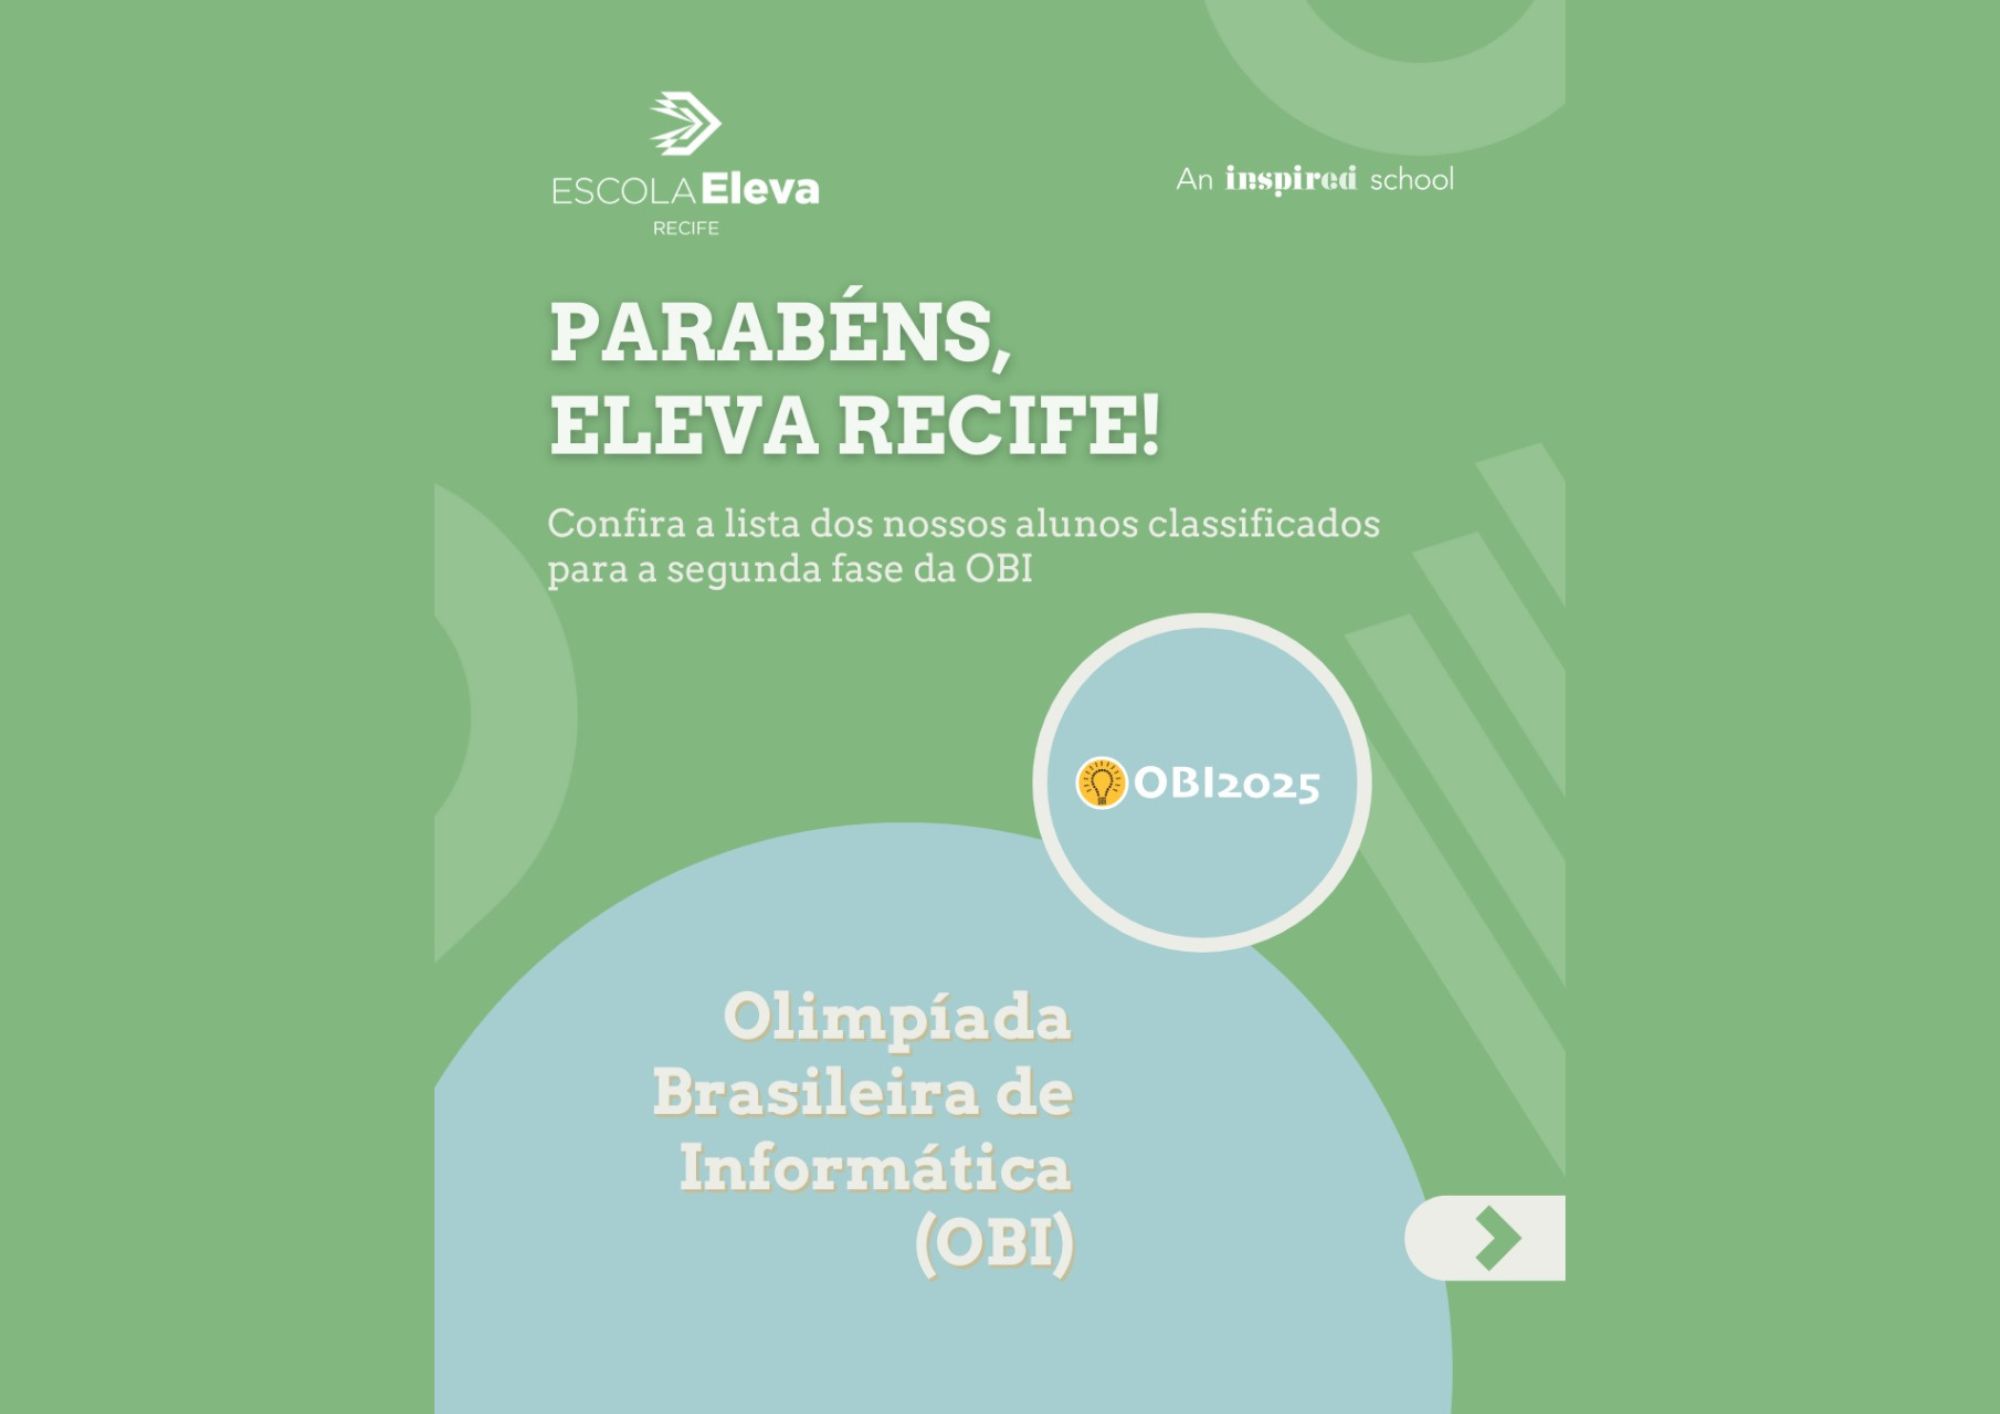 ESCOLA Eleva
RECIFE
An inspired school
PARABÉNS,
ELEVA RECIFE!
Confira a lista dos nossos alunos classificados
para a segunda fase da OBI
OBI2025
Olimpíada
Brasileira de
Informática
(OBI)